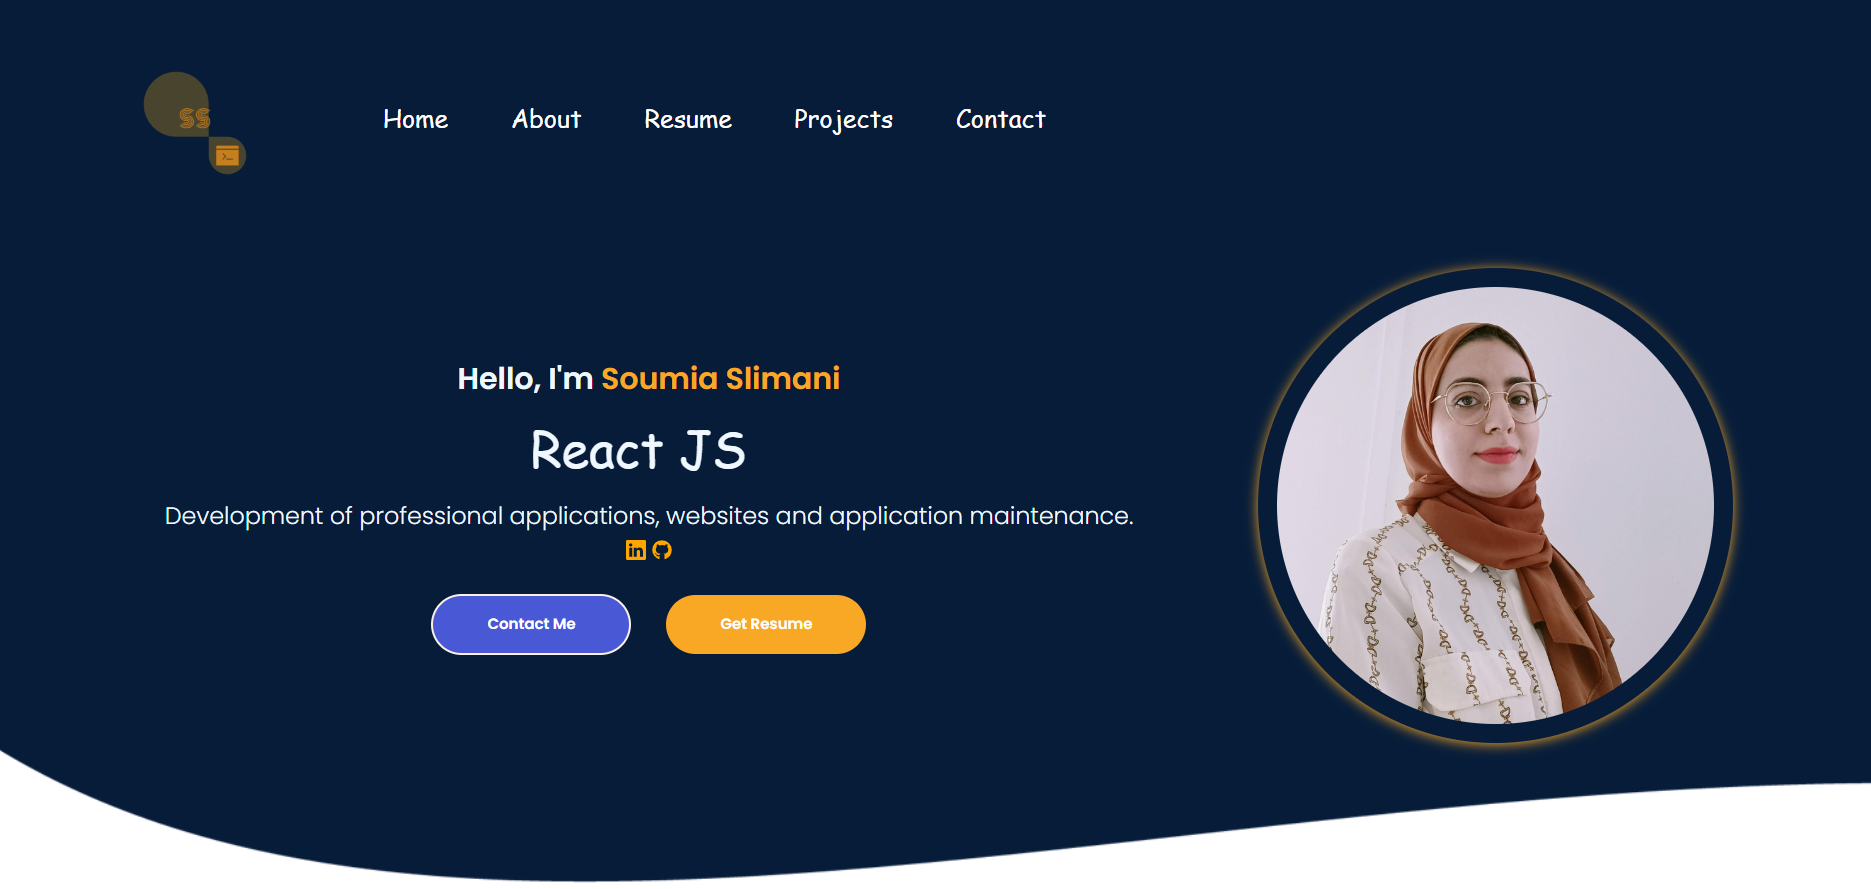 SS
Home About Resume Projects Contact
Hello, I'm Soumia Slimani
React JS
Development of professional applications, websites and application maintenance.
in
Contact Me Get Resume